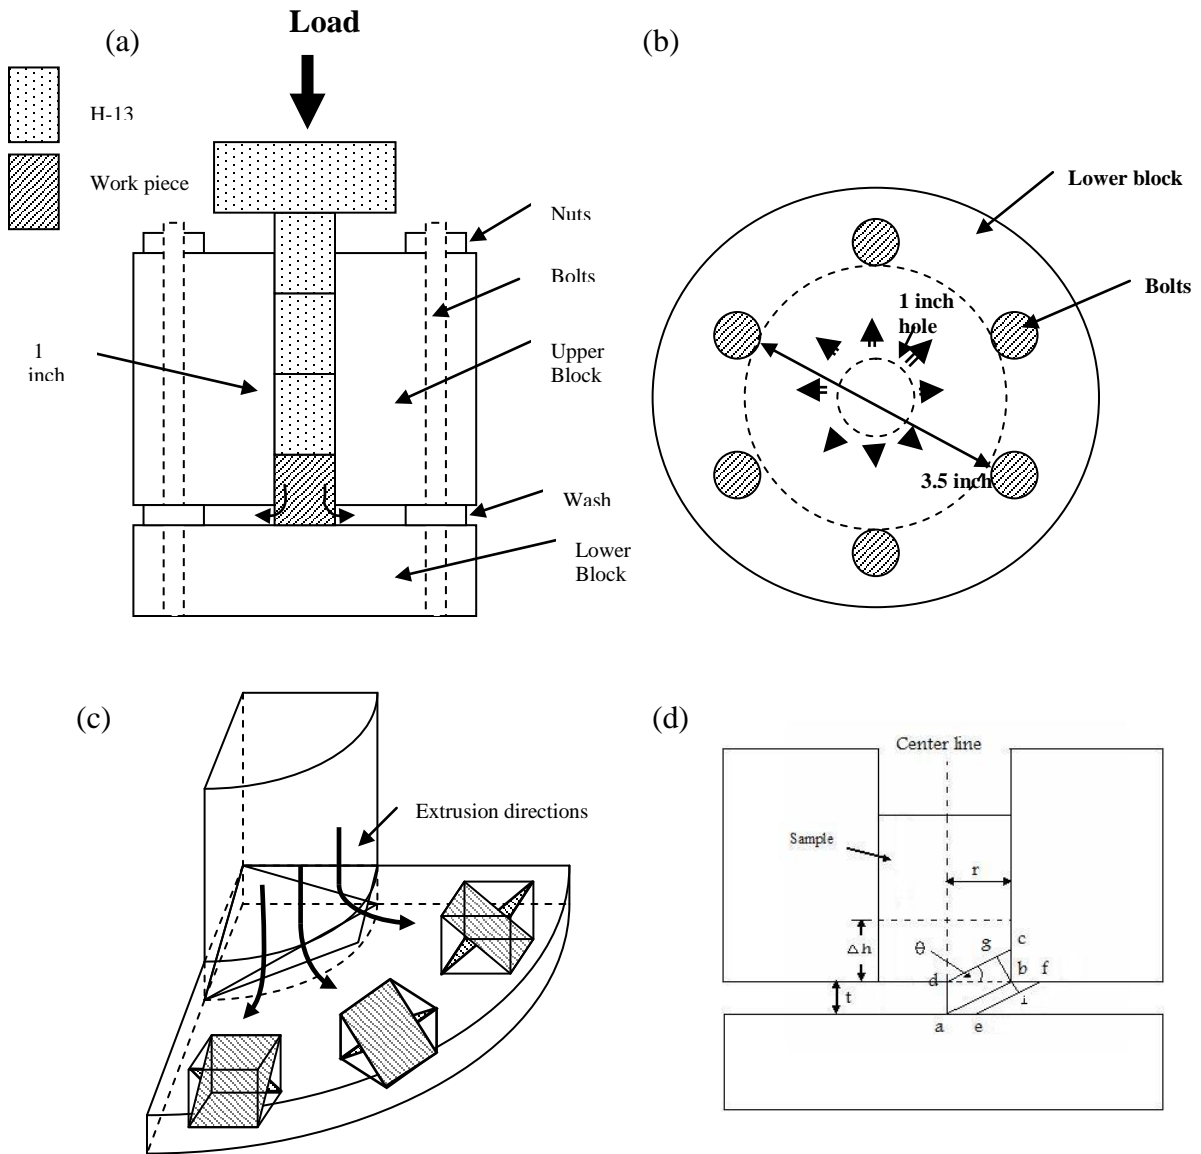 (a)
Load
(b)
H-13
Work piece
Nuts
Bolts
1
inch
Upper
Block
Wash
Lower
Block
Lower block
Bolts
1 inch
hole
3.5 inch
(c)
Extrusion directions
(d)
Center line
Sample
r
Δh
θ
g
c
d
b
f
t
a
e